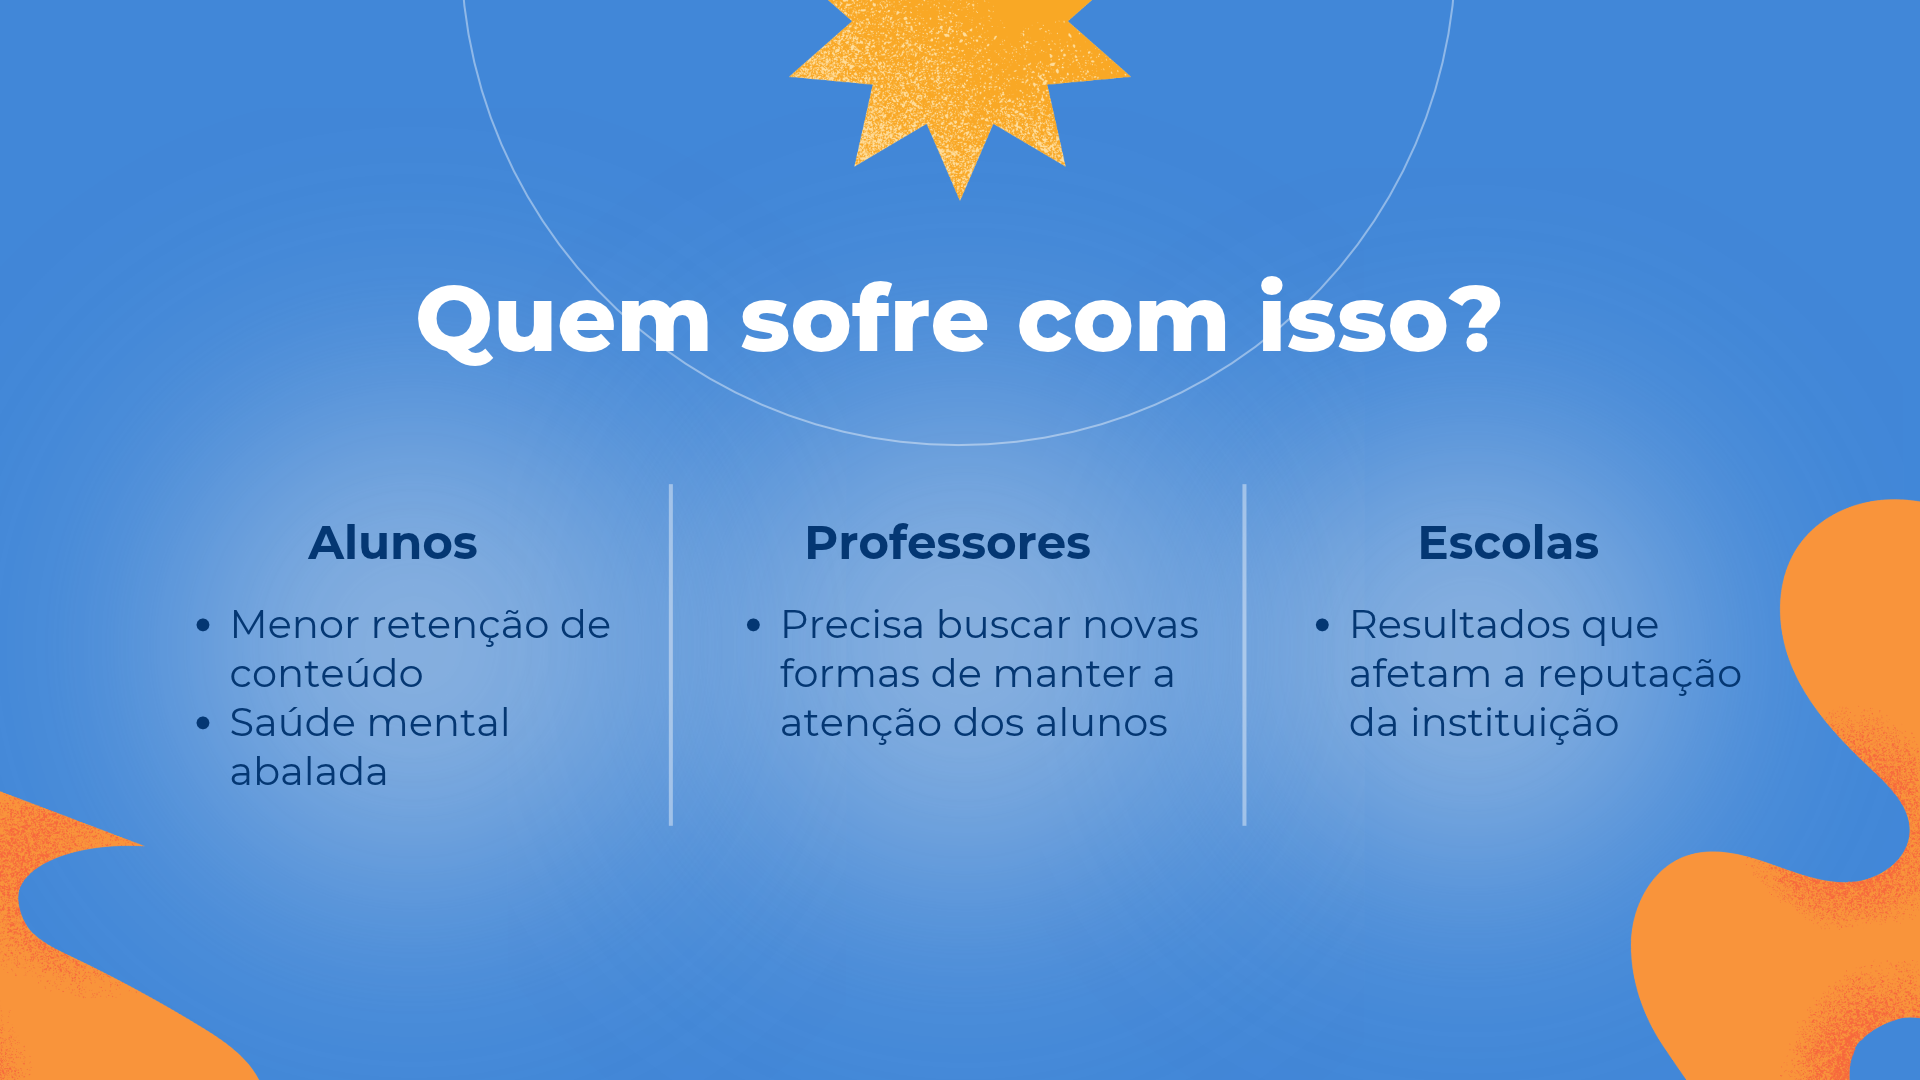 Quem sofre com isso?
Alunos
• Menor retenção de
conteúdo
• Saúde mental
abalada
Professores
• Precisa buscar novas
formas de manter a
atenção dos alunos
Escolas
• Resultados que
afetam a reputação
da instituição